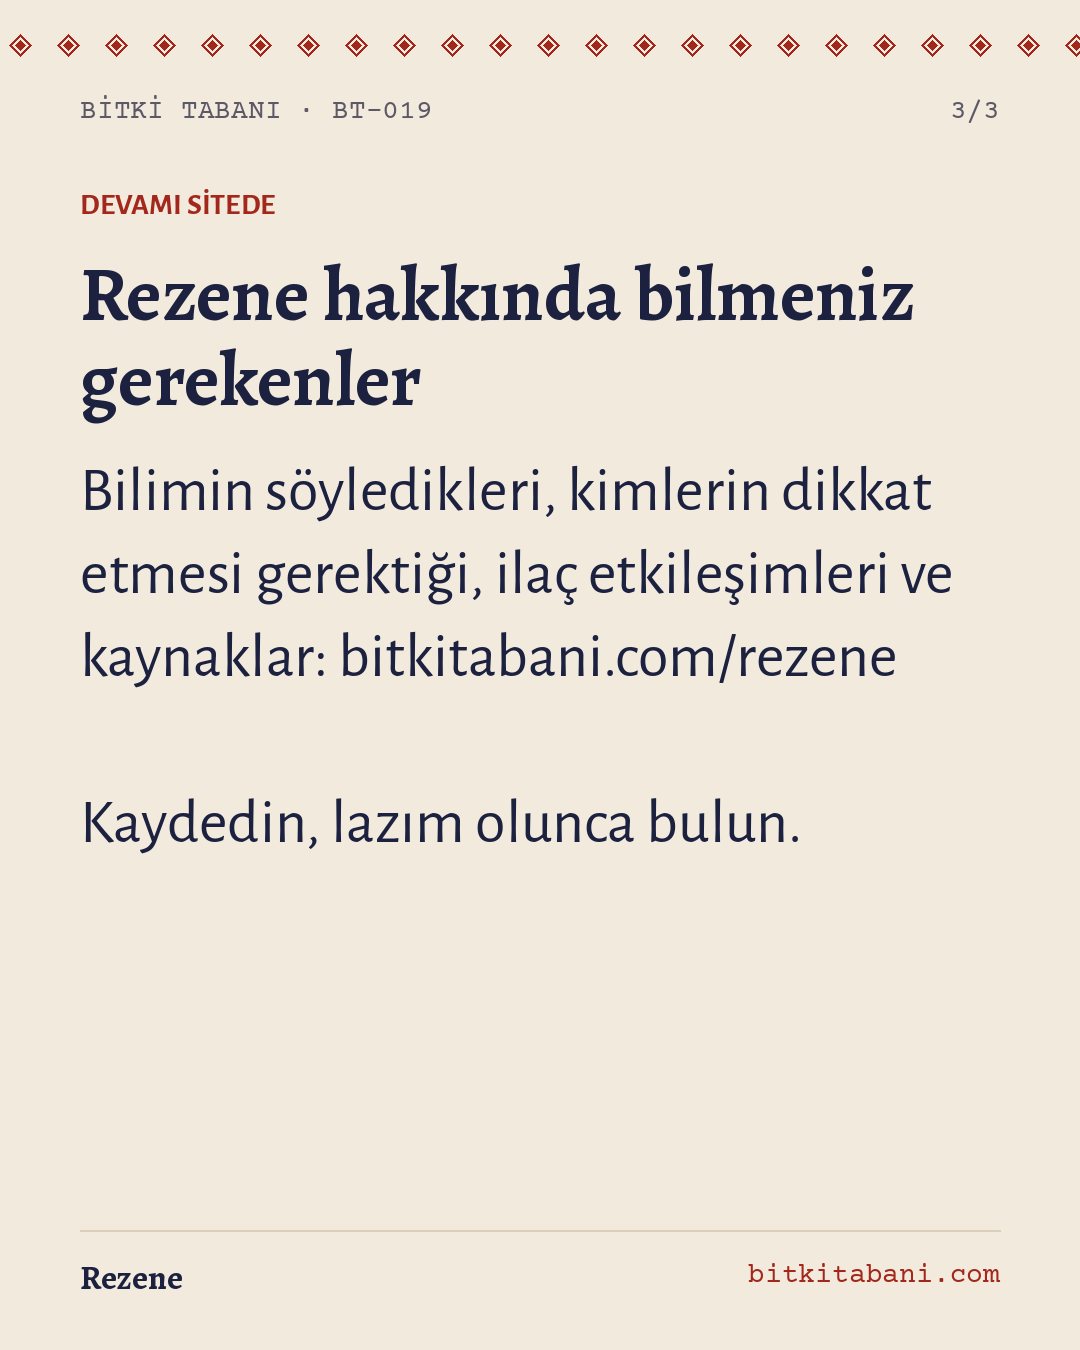 BİTKİ TABANI · BT-019
3/3
DEVAMI SİTEDE
Rezene hakkında bilmeniz
gerekenler
Bilimin söyledikleri, kimlerin dikkat
etmesi gerektiği, ilaç etkileşimleri ve
kaynaklar: bitkitabani.com/rezene
Kaydedin, lazım olunca bulun.
Rezene
bitkitabani.com